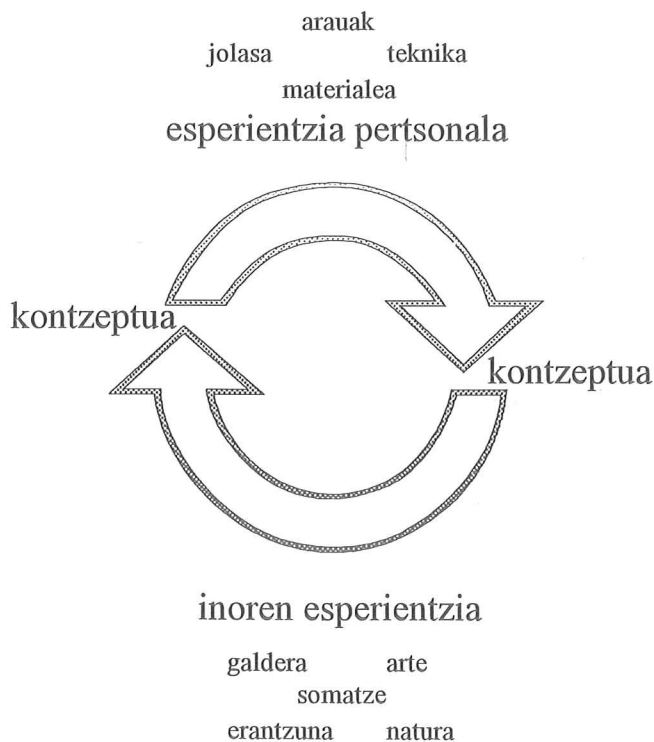 arauak
jolasa teknika
materialea
esperientzia pertsonala
kontzeptua
kontzeptua
inoren esperientzia
galdera arte
somatze
erantzuna natura